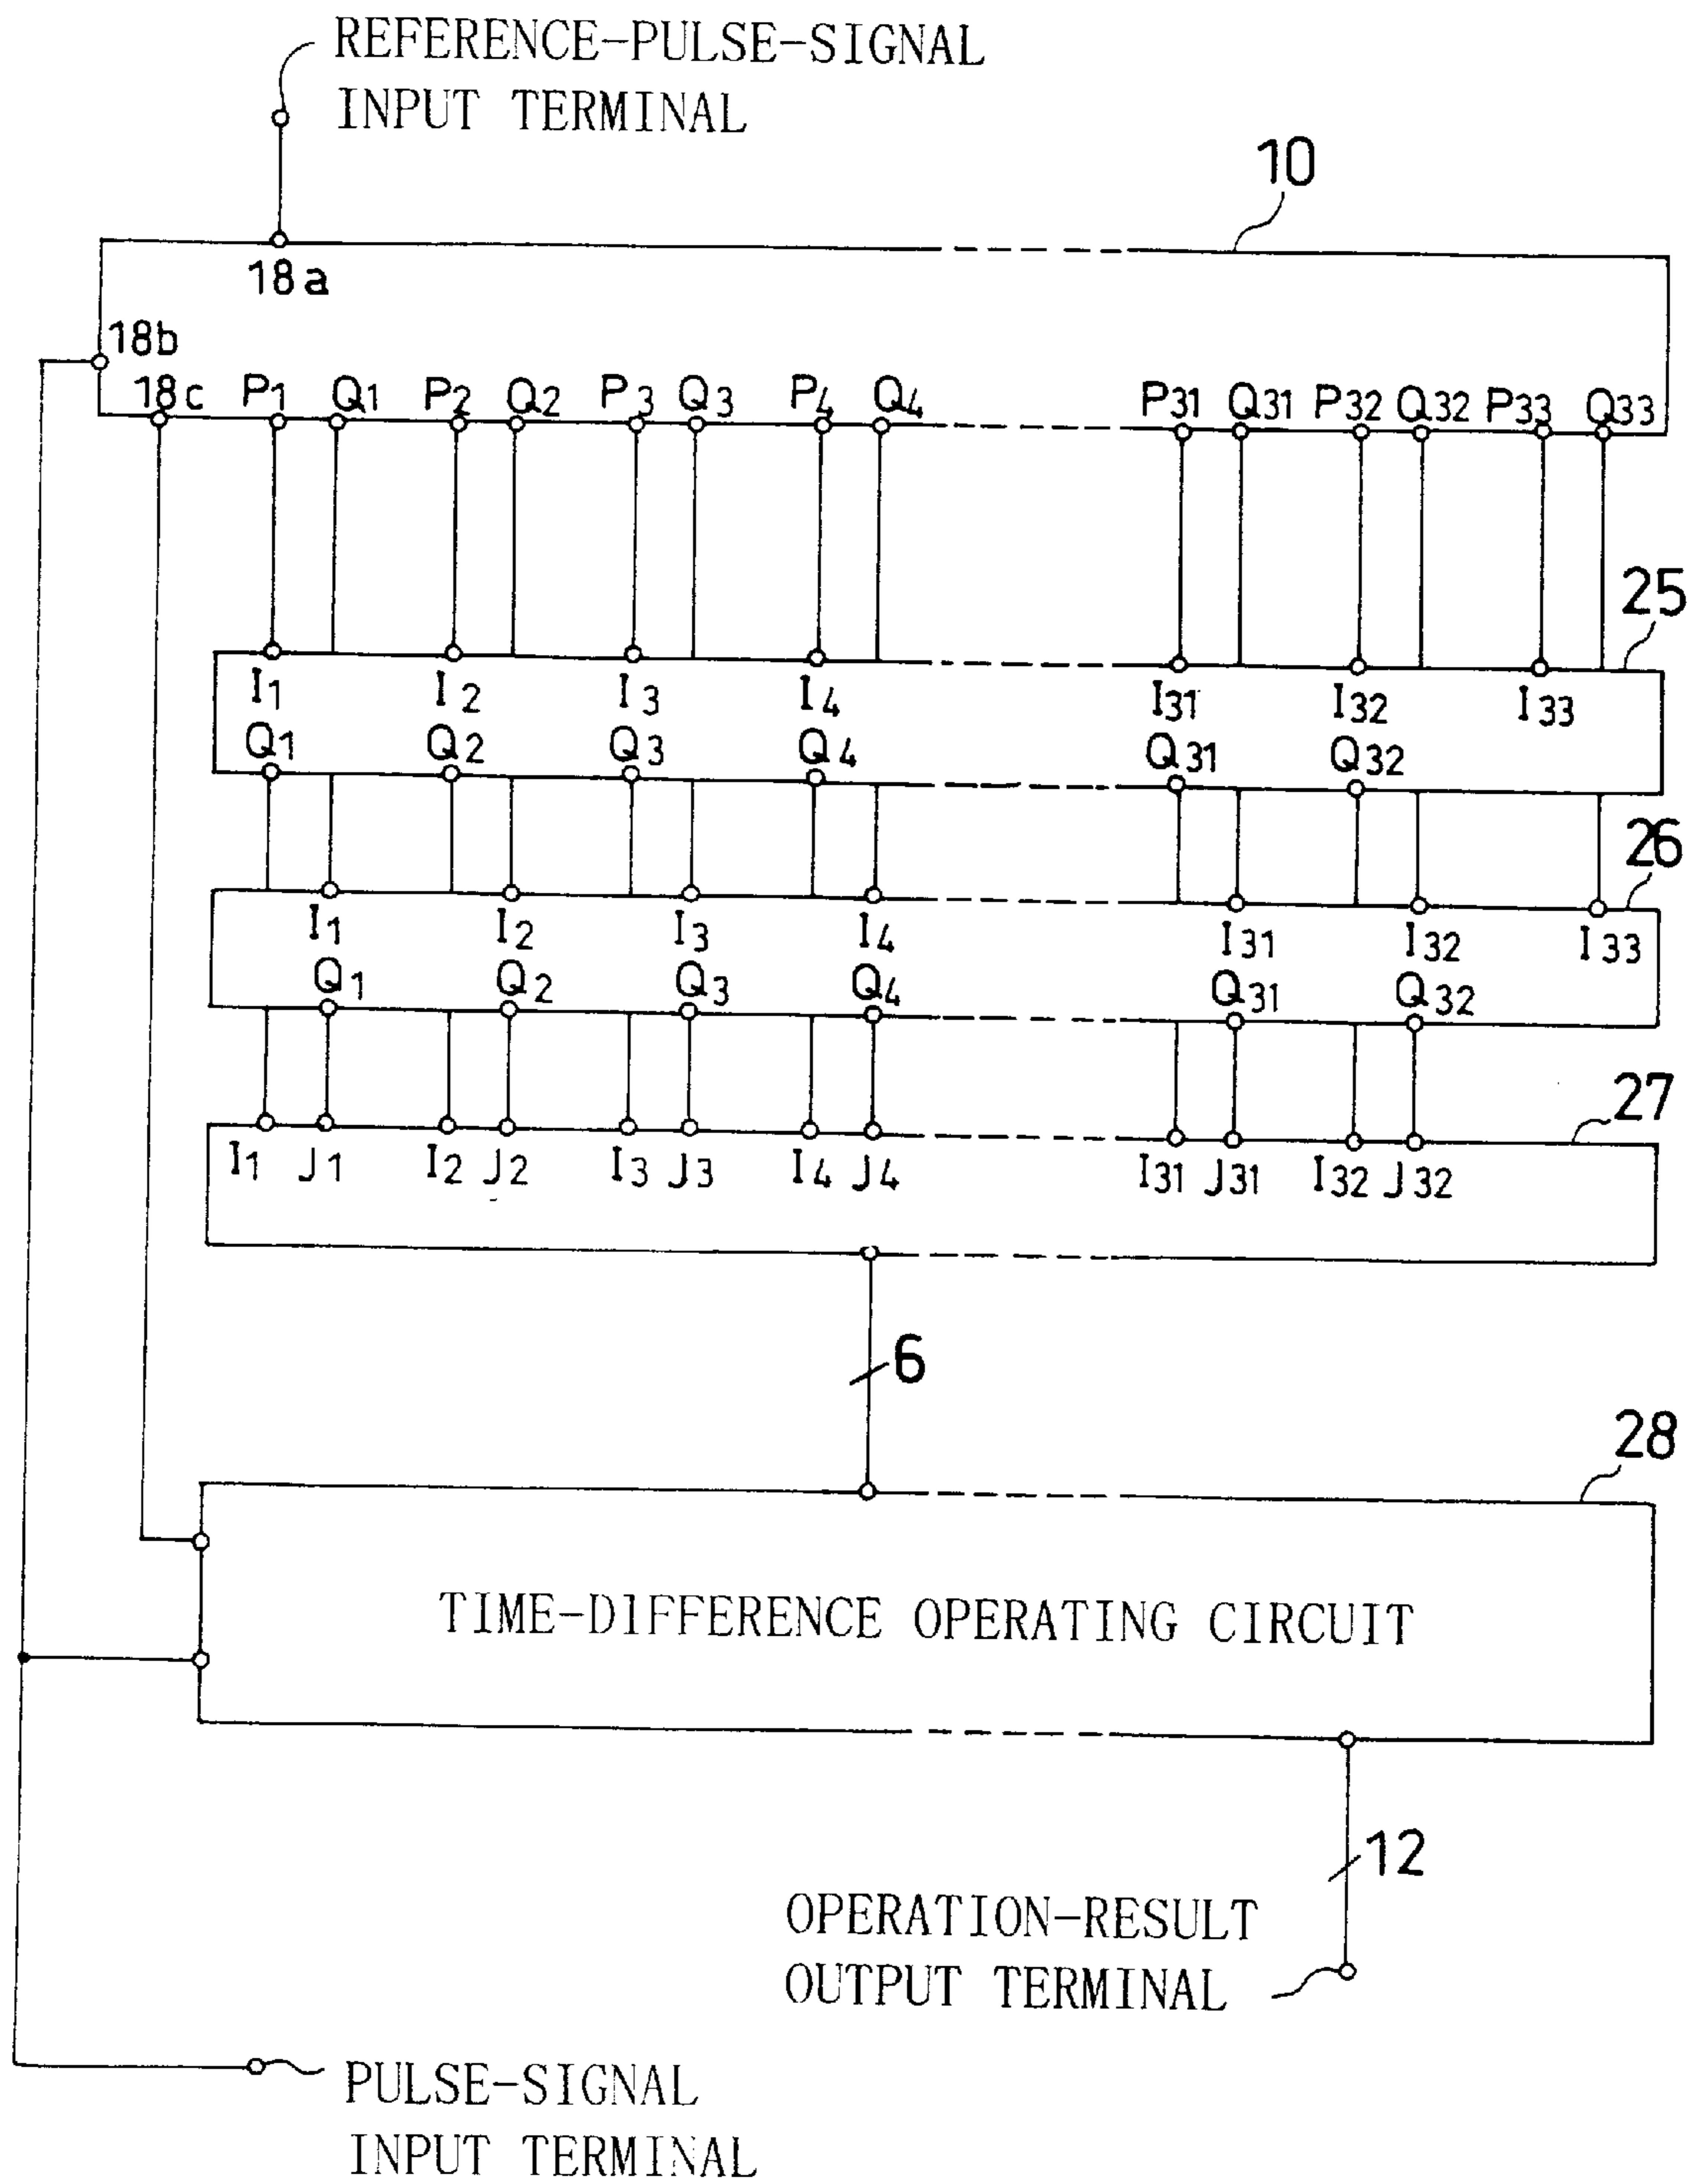 REFERENCE-PULSE-SIGNAL
INPUT TERMINAL
10
18a
18b
18c P1 Q1 P2 Q2 P3 Q3 P4 Q4 P31 Q31 P32 Q32 P33 Q33
25
I1 I2 I3 I4 I31 I32 I33
Q1 Q2 Q3 Q4 Q31 Q32
26
I1 I2 I3 I4 I31 I32 I33
Q1 Q2 Q3 Q4 Q31 Q32
27
I1 J1 I2 J2 I3 J3 I4 J4 I31 J31 I32 J32
6
28
TIME-DIFFERENCE OPERATING CIRCUIT
12
OPERATION-RESULT
OUTPUT TERMINAL
PULSE-SIGNAL
INPUT TERMINAL